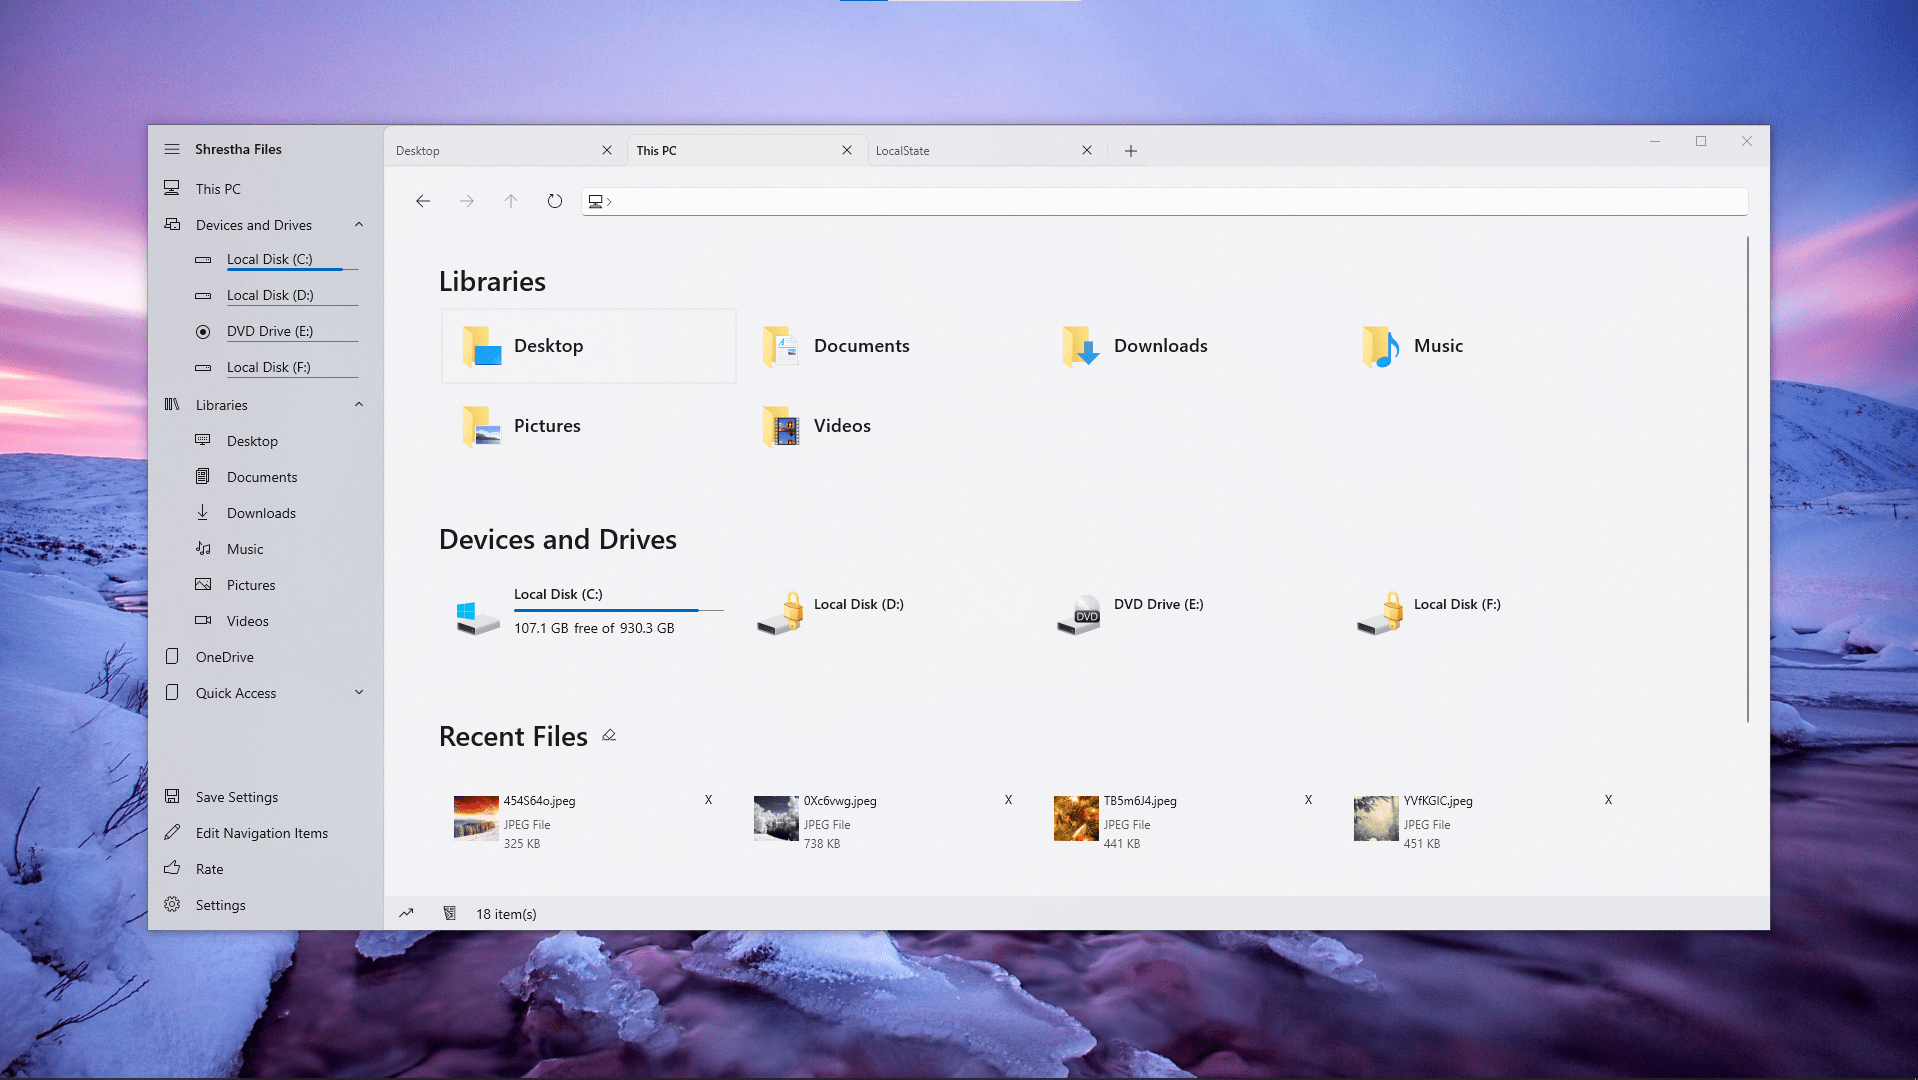 Shrestha Files
This PC
Devices and Drives
Local Disk (C:)
Local Disk (D:)
DVD Drive (E:)
Local Disk (F:)
Libraries
Desktop
Documents
Downloads
Music
Pictures
Videos
OneDrive
Quick Access
Save Settings
Edit Navigation Items
Rate
Settings
Desktop
This PC
LocalState
Libraries
Desktop
Documents
Downloads
Music
Pictures
Videos
Devices and Drives
Local Disk (C:)
107.1 GB free of 930.3 GB
Local Disk (D:)
DVD
DVD Drive (E:)
Local Disk (F:)
Recent Files
454S64o.jpeg X
JPEG File
325 KB
0Xc6vwg.jpeg X
JPEG File
738 KB
TB5m6J4.jpeg X
JPEG File
441 KB
YVfKGIC.jpeg X
JPEG File
451 KB
18 item(s)